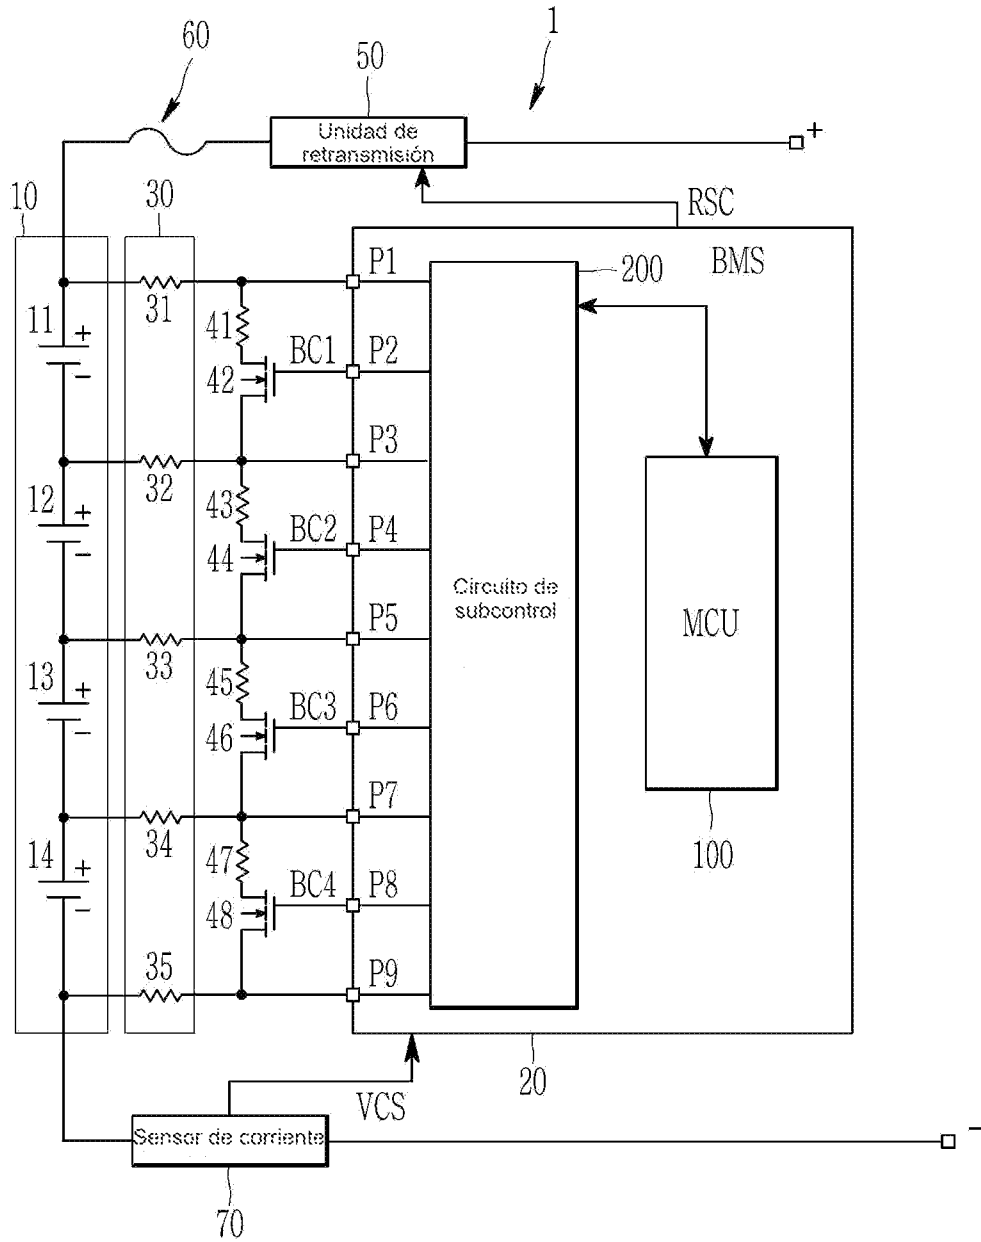 1
60
50
Unidad de
retransmisión
+
RSC
10
30
BMS
P1
200
31
11
+
-
41
BC1
P2
42
P3
32
12
+
-
43
BC2
P4
44
Circuito de
subcontrol
MCU
P5
33
13
+
-
45
BC3
P6
46
P7
34
14
+
-
47
BC4
P8
48
100
35
P9
20
VCS
Sensor de corriente
-
70